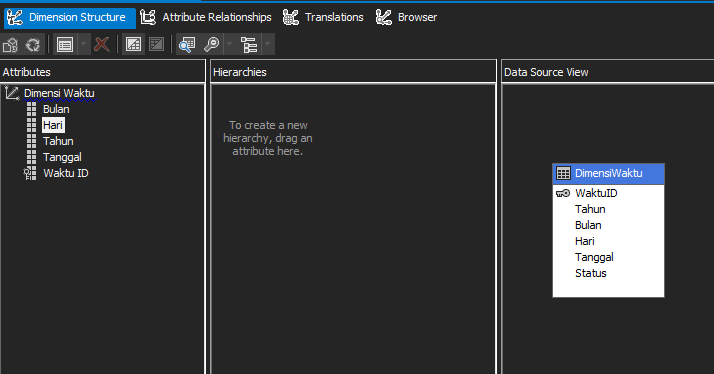 Dimension Structure
Attribute Relationships
Translations
Browser
Attributes
Dimensi Waktu
Bulan
Hari
Tahun
Tanggal
Waktu ID
Hierarchies
To create a new
hierarchy, drag an
attribute here.
Data Source View
DimensiWaktu
WaktuID
Tahun
Bulan
Hari
Tanggal
Status